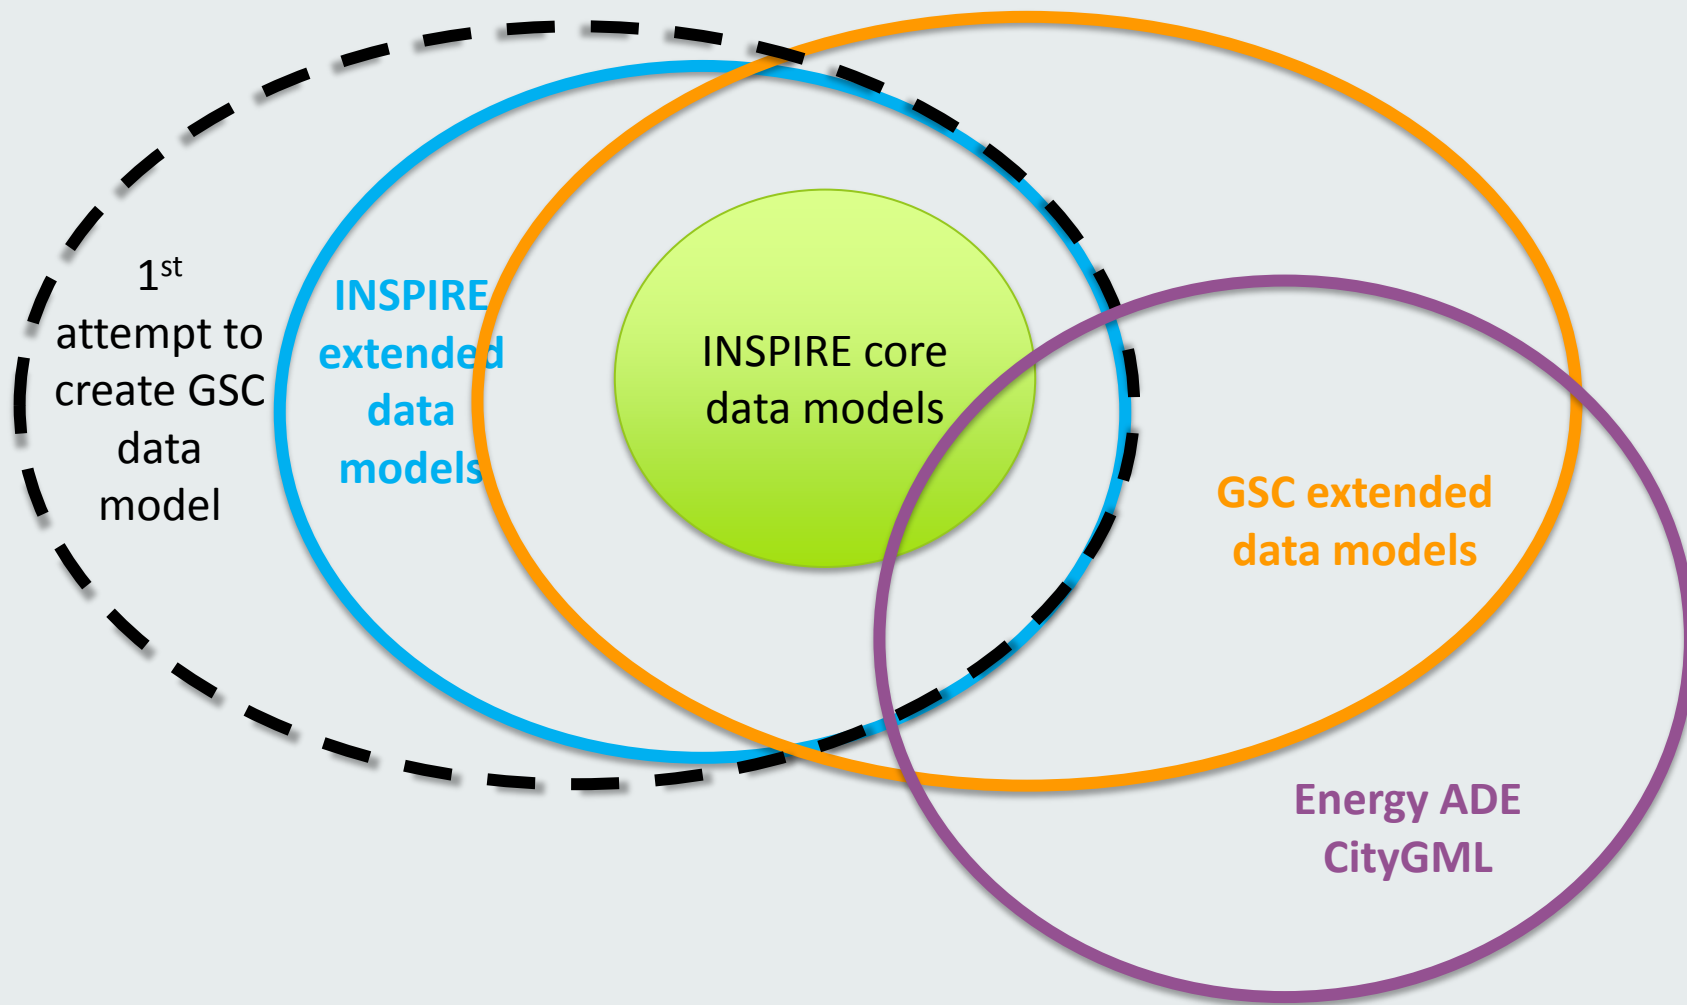 1st
attempt to
create GSC
data
model
INSPIRE
extended
data
models
INSPIRE core
data models
GSC extended
data models
Energy ADE
CityGML